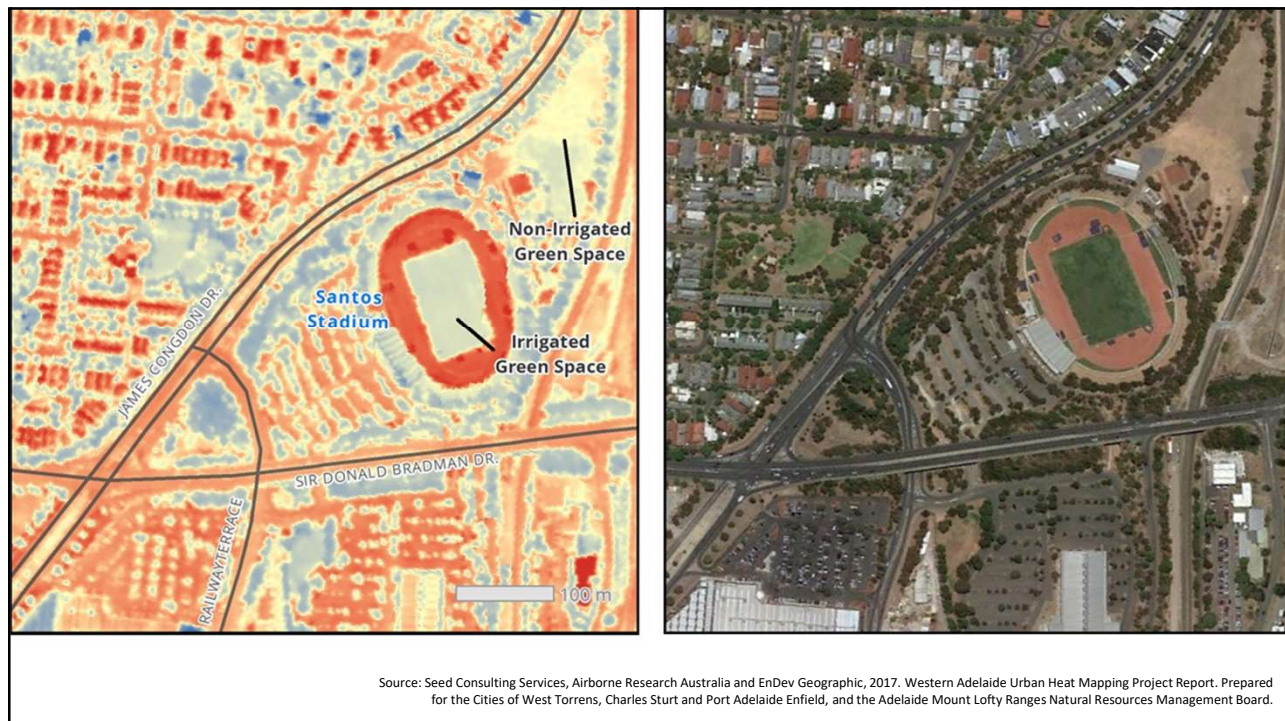 Non-Irrigated
Green Space
Santos
Stadium
Irrigated
Green Space
JAMES CONGDON DR.
SIR DONALD BRADMAN DR.
RAILWAYTERRACE
100 m
Source: Seed Consulting Services, Airborne Research Australia and EnDev Geographic, 2017. Western Adelaide Urban Heat Mapping Project Report. Prepared
for the Cities of West Torrens, Charles Sturt and Port Adelaide Enfield, and the Adelaide Mount Lofty Ranges Natural Resources Management Board.